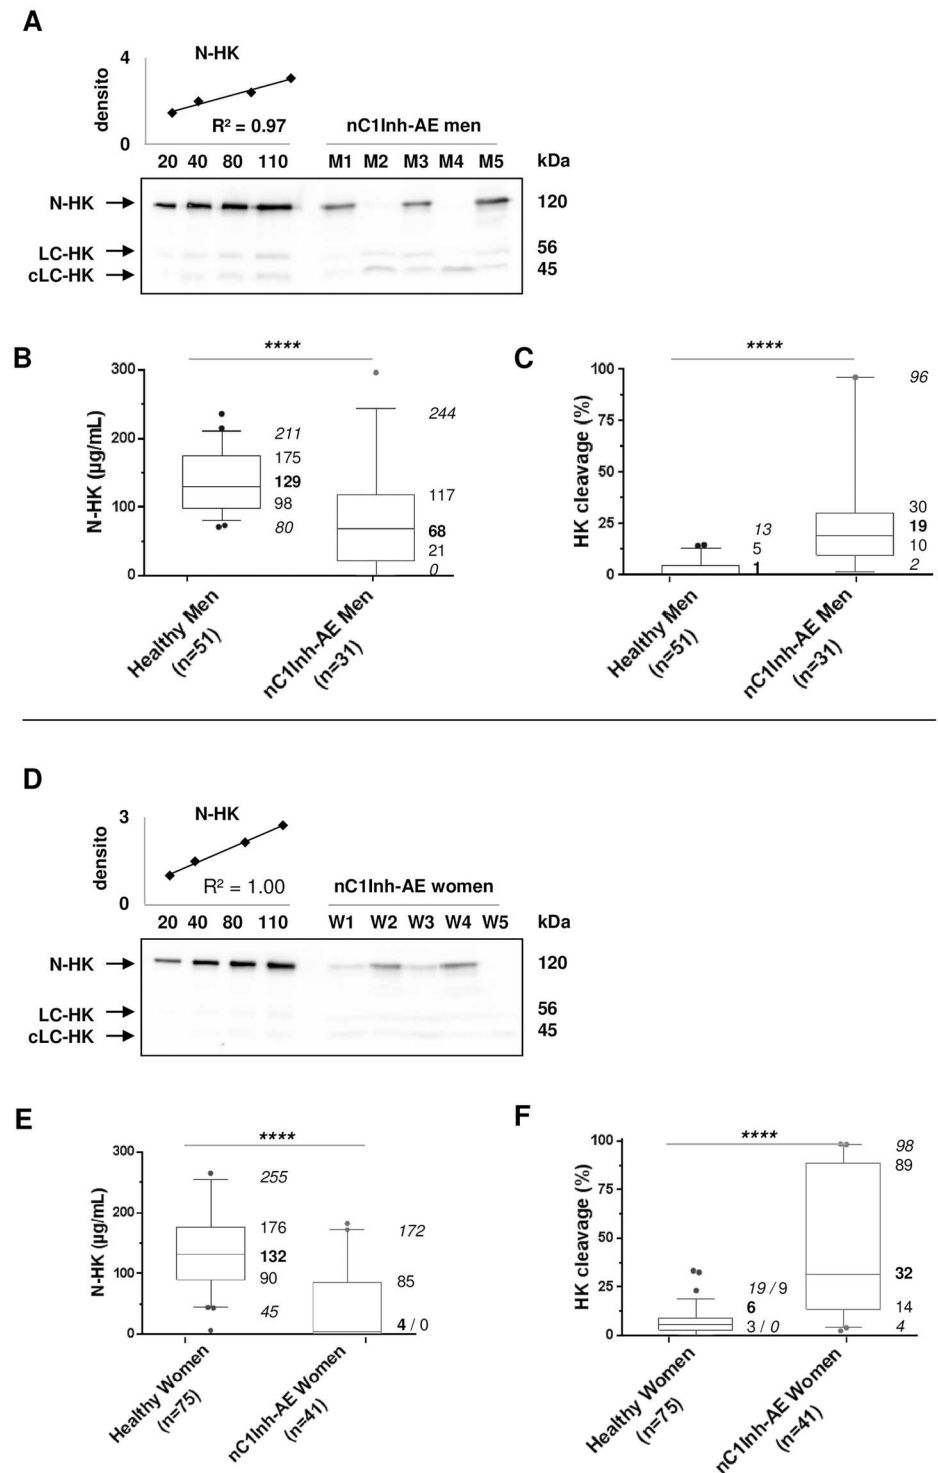 A
4
N-HK
densito
R² = 0.97
nC1Inh-AE men
0
20 40 80 110 M1 M2 M3 M4 M5 kDa
N-HK 120
LC-HK 56
cLC-HK 45
B
****
300
N-HK (µg/mL)
200
100
0
244
211
175
129
98
80
117
68
21
0
Healthy Men
(n=51)
nC1Inh-AE Men
(n=31)
C
****
100
HK cleavage (%)
75
50
25
0
96
13
5
1
30
19
10
2
Healthy Men
(n=51)
nC1Inh-AE Men
(n=31)
D
3
N-HK
densito
R² = 1.00
nC1Inh-AE women
0
20 40 80 110 W1 W2 W3 W4 W5 kDa
N-HK 120
LC-HK 56
cLC-HK 45
E
****
300
N-HK (µg/mL)
200
100
0
255
176
132
90
45
172
85
4 / 0
Healthy Women
(n=75)
nC1Inh-AE Women
(n=41)
F
****
100
HK cleavage (%)
75
50
25
0
98
89
19 / 9
6
3 / 0
32
14
4
Healthy Women
(n=75)
nC1Inh-AE Women
(n=41)